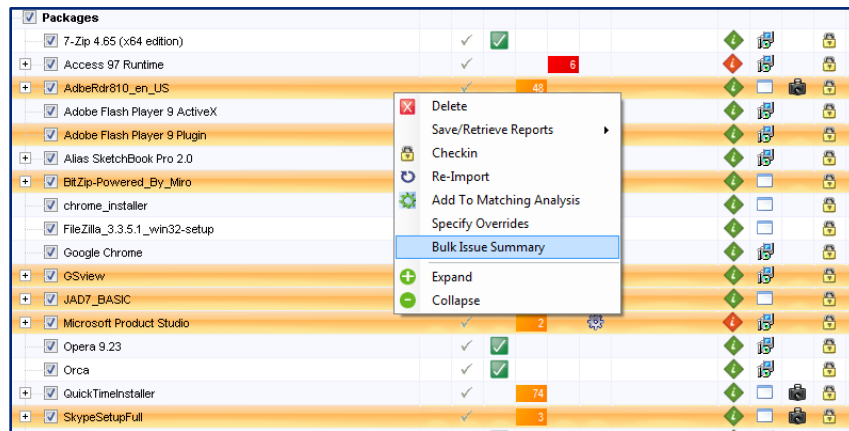 Packages
7-Zip 4.65 (x64 edition)
Access 97 Runtime 6
AdbeRdr810_en_US 48
Adobe Flash Player 9 ActiveX
Adobe Flash Player 9 Plugin
Alias SketchBook Pro 2.0
BitZip-Powered_By_Miro
chrome_installer
FileZilla_3.3.5.1_win32-setup
Google Chrome
GSview
JAD7_BASIC
Microsoft Product Studio 2
Opera 9.23
Orca
QuickTimeInstaller 74
SkypeSetupFull 3
Delete
Save/Retrieve Reports
Checkin
Re-Import
Add To Matching Analysis
Specify Overrides
Bulk Issue Summary
Expand
Collapse